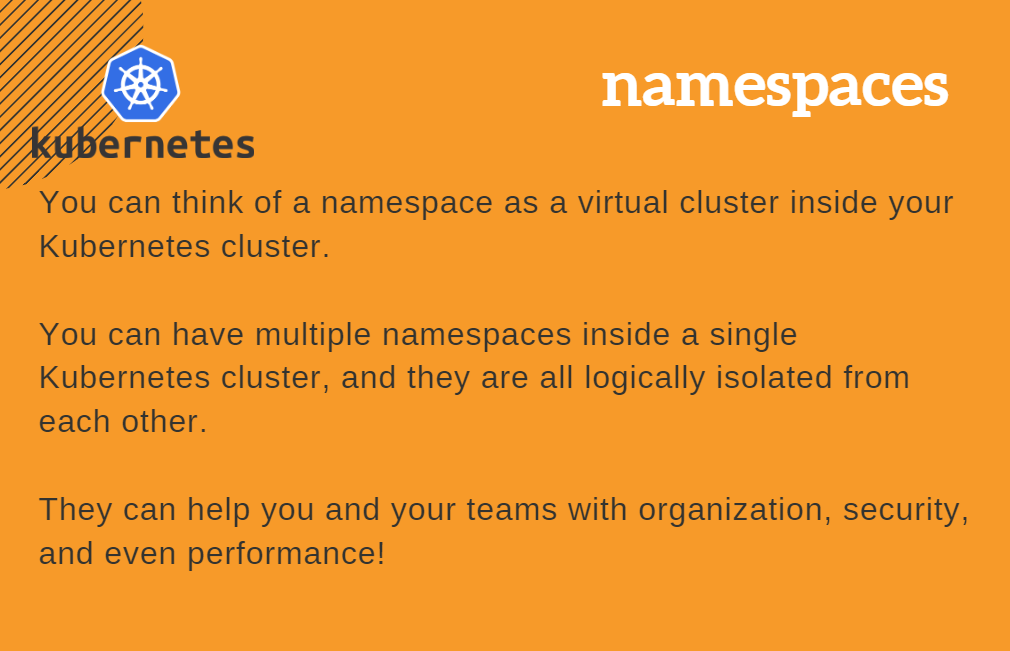 kubernetes
namespaces
You can think of a namespace as a virtual cluster inside your
Kubernetes cluster.
You can have multiple namespaces inside a single
Kubernetes cluster, and they are all logically isolated from
each other.
They can help you and your teams with organization, security,
and even performance!